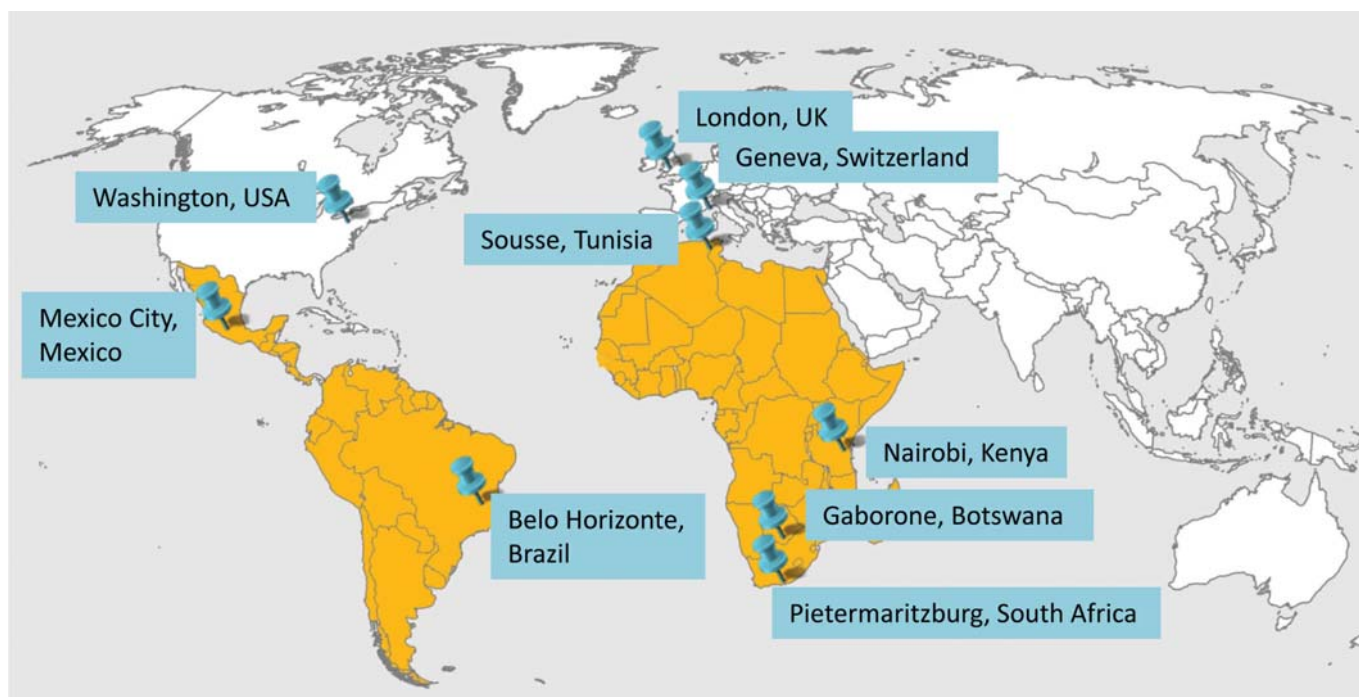 London, UK
Geneva, Switzerland
Washington, USA
Sousse, Tunisia
Mexico City,
Mexico
Nairobi, Kenya
Belo Horizonte,
Brazil
Gaborone, Botswana
Pietermaritzburg, South Africa